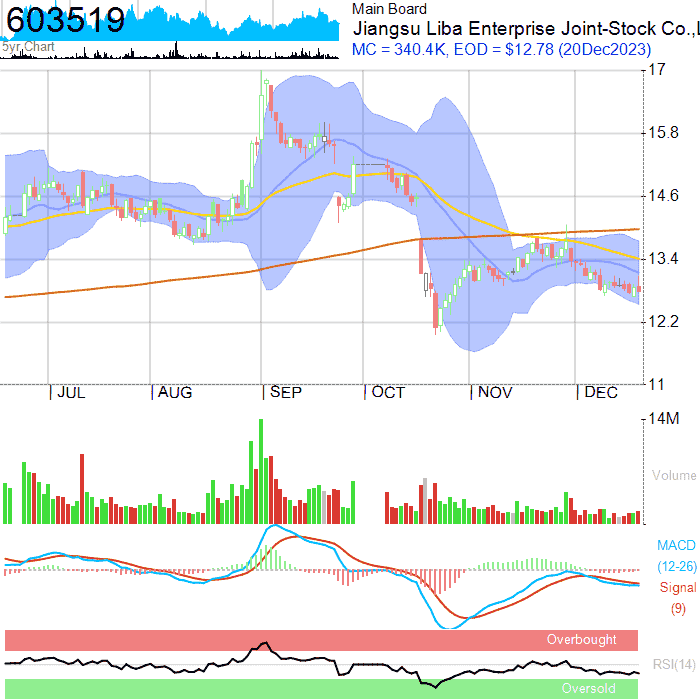 603519
5yr Chart
Main Board
Jiangsu Liba Enterprise Joint-Stock Co.,L
MC = 340.4K, EOD = $12.78 (20Dec2023)
17
15.8
14.6
13.4
12.2
11
JUL AUG SEP OCT NOV DEC
14M
Volume
MACD
(12-26)
Signal
(9)
Overbought
RSI(14)
Oversold